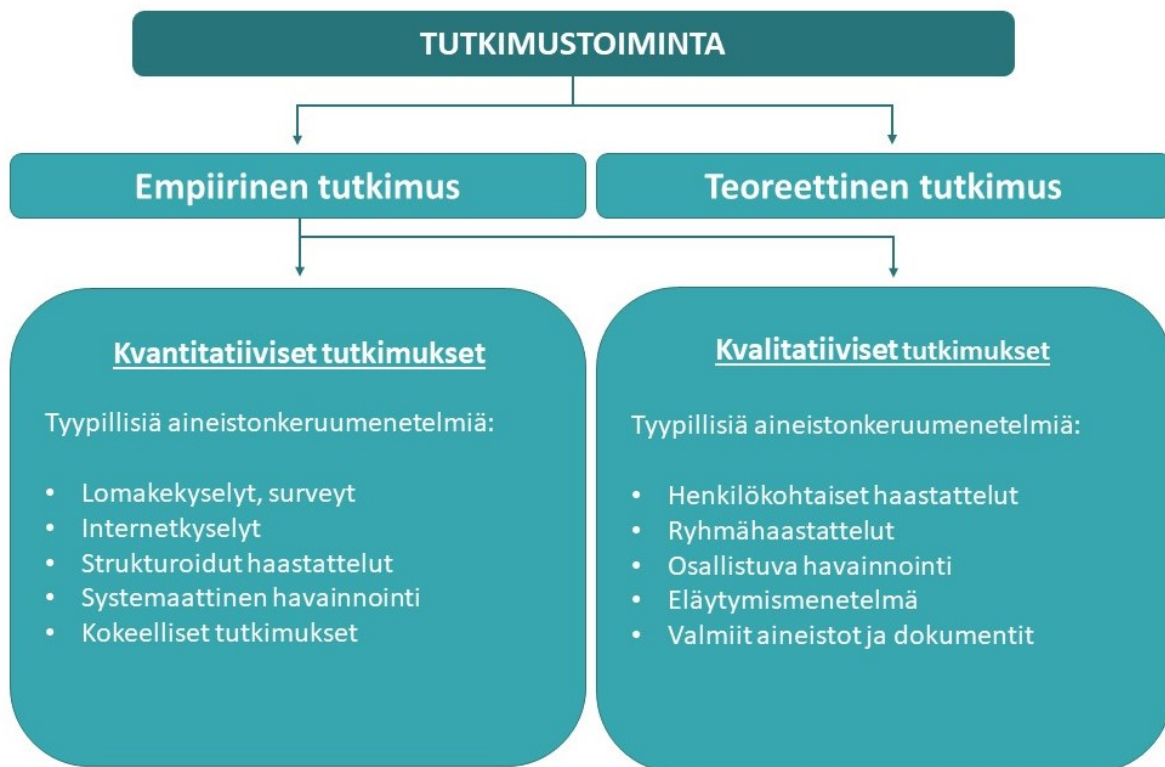 TUTKIMUSTOIMINTA
Empiirinen tutkimus
Teoreettinen tutkimus
Kvantitatiiviset tutkimukset
Tyypillisiä aineistonkeruumenetelmiä:
• Lomakekyselyt, surveyt
• Internetkyselyt
• Strukturoidut haastattelut
• Systemaattinen havainnointi
• Kokeelliset tutkimukset
Kvalitatiiviset tutkimukset
Tyypillisiä aineistonkeruumenetelmiä:
• Henkilökohtaiset haastattelut
• Ryhmähaastattelut
• Osallistuva havainnointi
• Eläytymismenetelmä
• Valmiit aineistot ja dokumentit